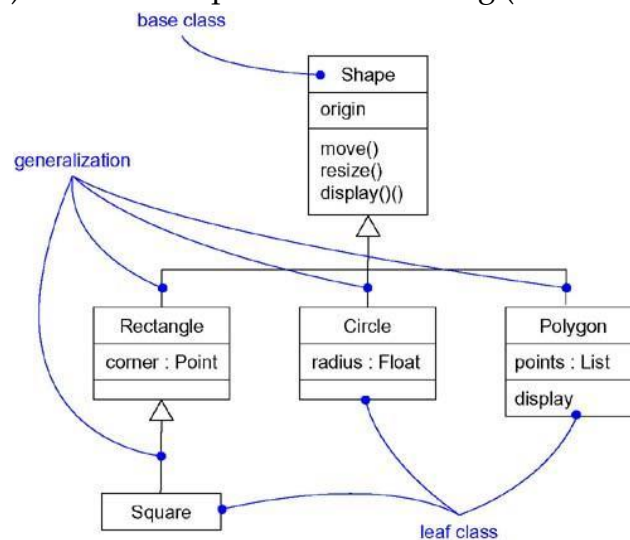 base class
Shape
origin
move()
resize()
display()()
generalization
Rectangle
corner : Point
Circle
radius : Float
Polygon
points : List
display
Square
leaf class